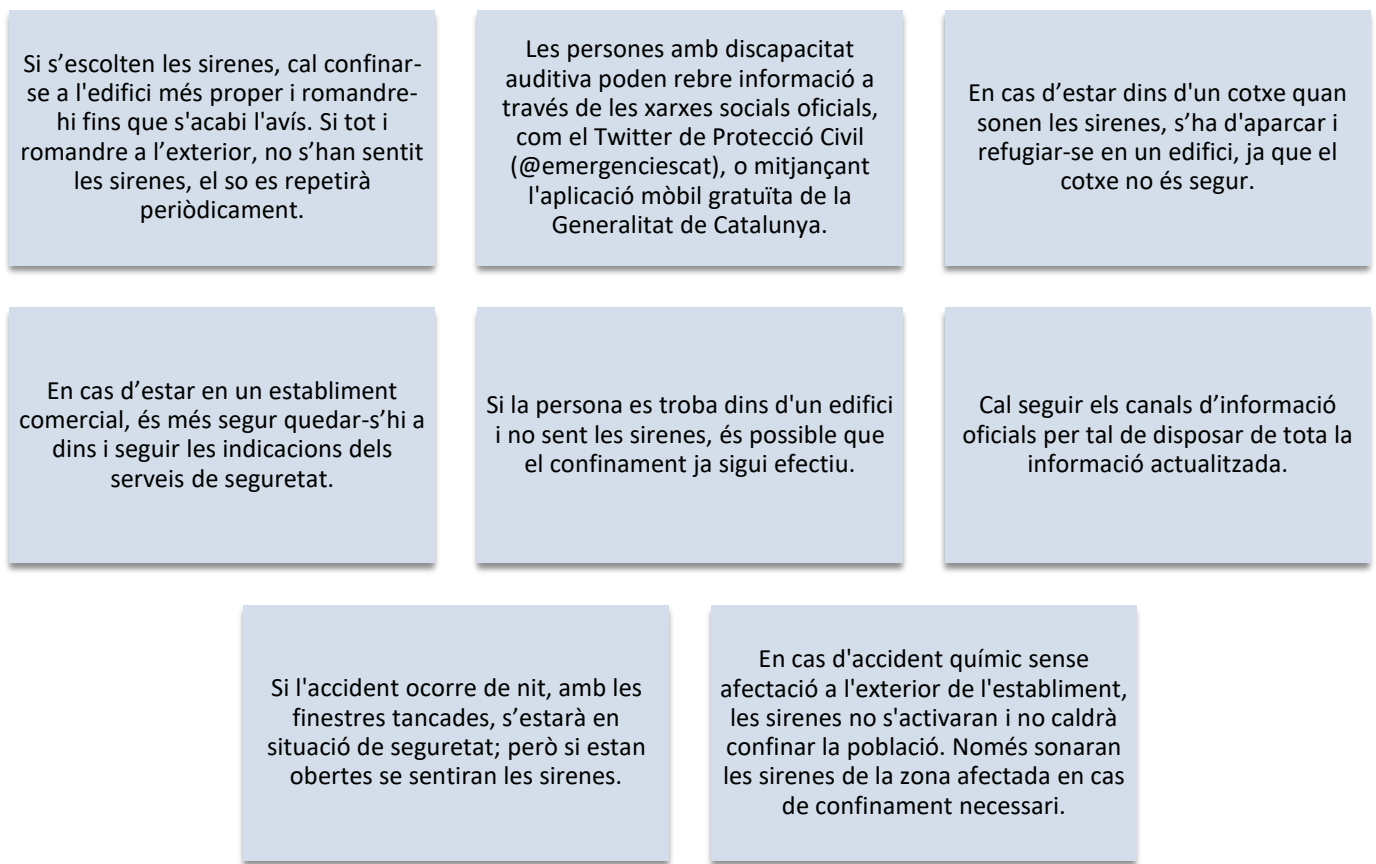 Si s’escolten les sirenes, cal confinar-
se a l'edifici més proper i romandre-
hi fins que s'acabi l'avís. Si tot i
romandre a l’exterior, no s’han sentit
les sirenes, el so es repetirà
periòdicament.
Les persones amb discapacitat
auditiva poden rebre informació a
través de les xarxes socials oficials,
com el Twitter de Protecció Civil
(@emergenciescat), o mitjançant
l'aplicació mòbil gratuïta de la
Generalitat de Catalunya.
En cas d’estar dins d'un cotxe quan
sonen les sirenes, s’ha d'aparcar i
refugiar-se en un edifici, ja que el
cotxe no és segur.
En cas d’estar en un establiment
comercial, és més segur quedar-s’hi a
dins i seguir les indicacions dels
serveis de seguretat.
Si la persona es troba dins d'un edifici
i no sent les sirenes, és possible que
el confinament ja sigui efectiu.
Cal seguir els canals d’informació
oficials per tal de disposar de tota la
informació actualitzada.
Si l'accident ocorre de nit, amb les
finestres tancades, s’estarà en
situació de seguretat; però si estan
obertes se sentiran les sirenes.
En cas d'accident químic sense
afectació a l'exterior de l'establiment,
les sirenes no s'activaran i no caldrà
confinar la població. Només sonaran
les sirenes de la zona afectada en cas
de confinament necessari.